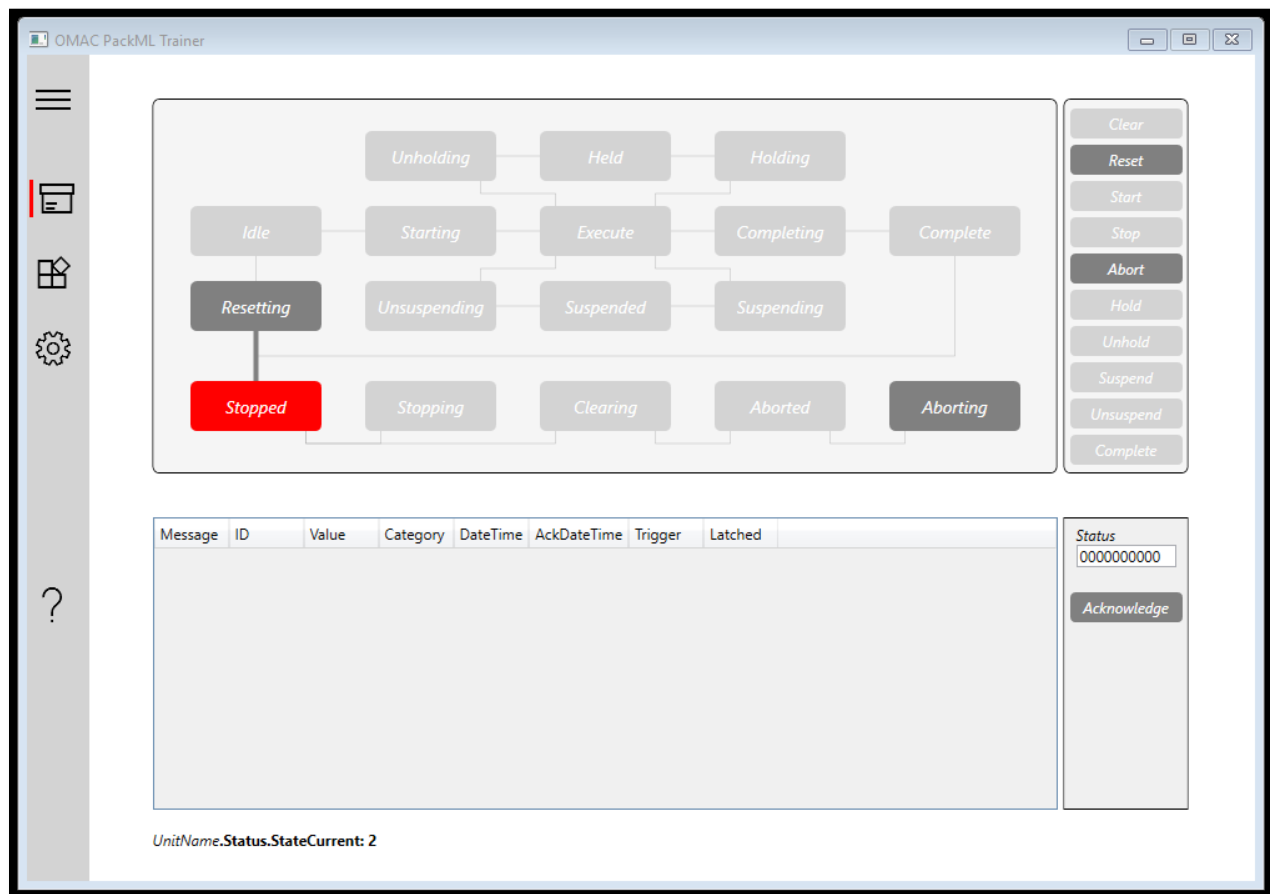 OMAC PackML Trainer
Unholding Held Holding
Idle Starting Execute Completing Complete
Resetting Unsuspending Suspended Suspending
Stopped Stopping Clearing Aborted Aborting
Clear
Reset
Start
Stop
Abort
Hold
Unhold
Suspend
Unsuspend
Complete
Message ID Value Category DateTime AckDateTime Trigger Latched
Status
0000000000
Acknowledge
?
UnitName.Status.StateCurrent: 2